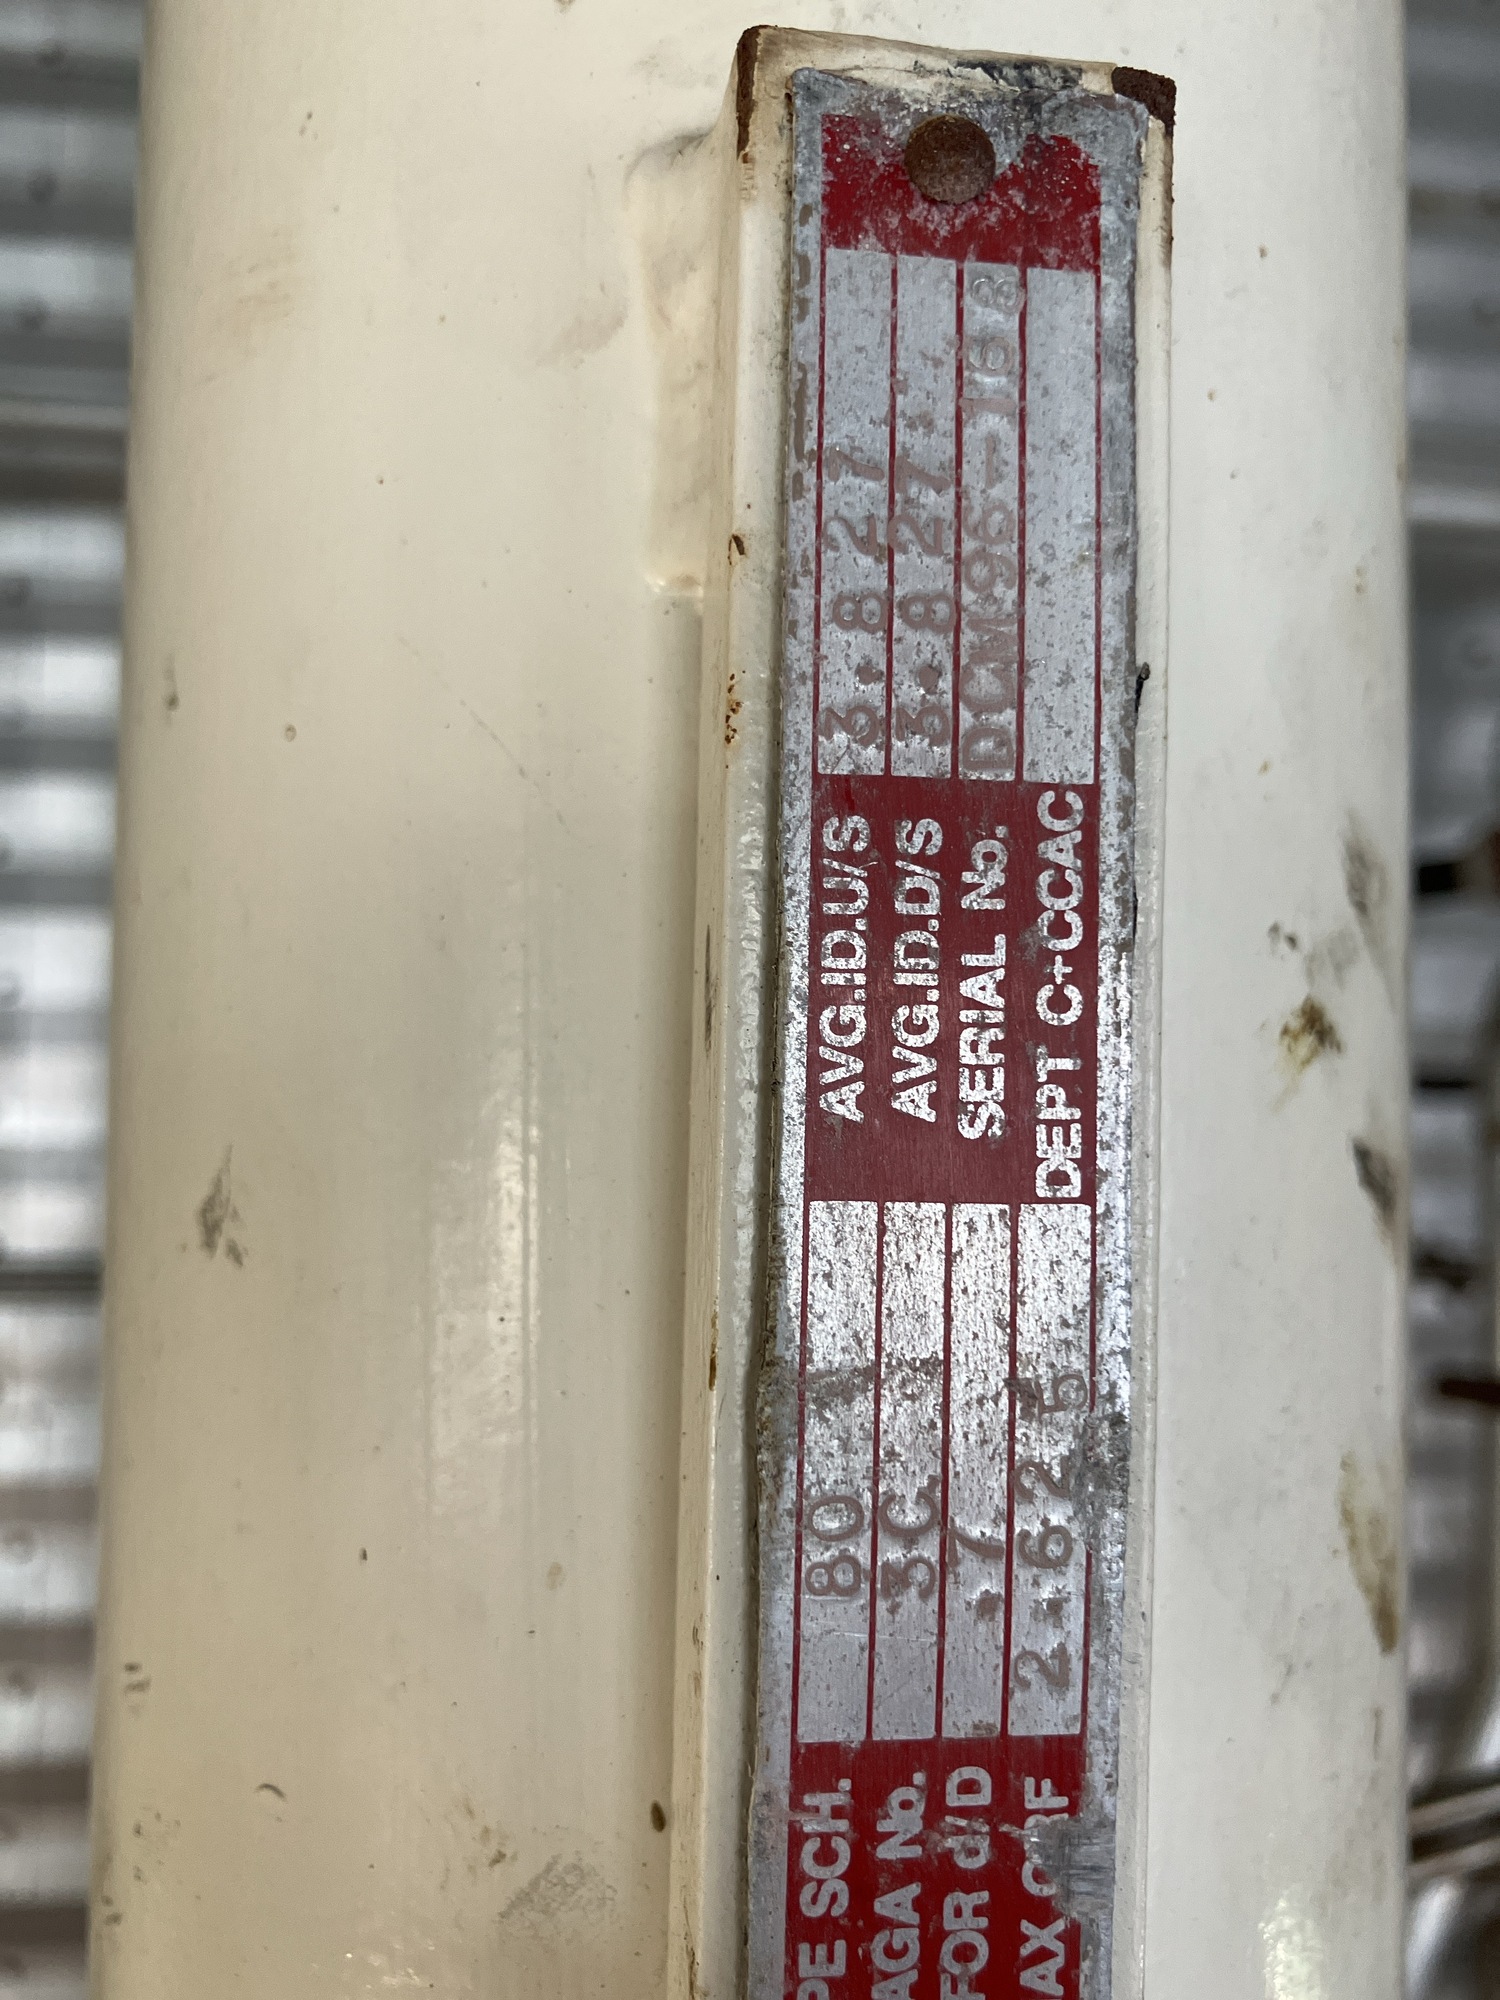 PE SCH. 80 AVG.ID.U/S 3.827
AGA No. 3C AVG.ID.D/S 3.827
FOR d/D .7 SERIAL No. DCM96-168
AX 2.625 DEPT C+CCAC